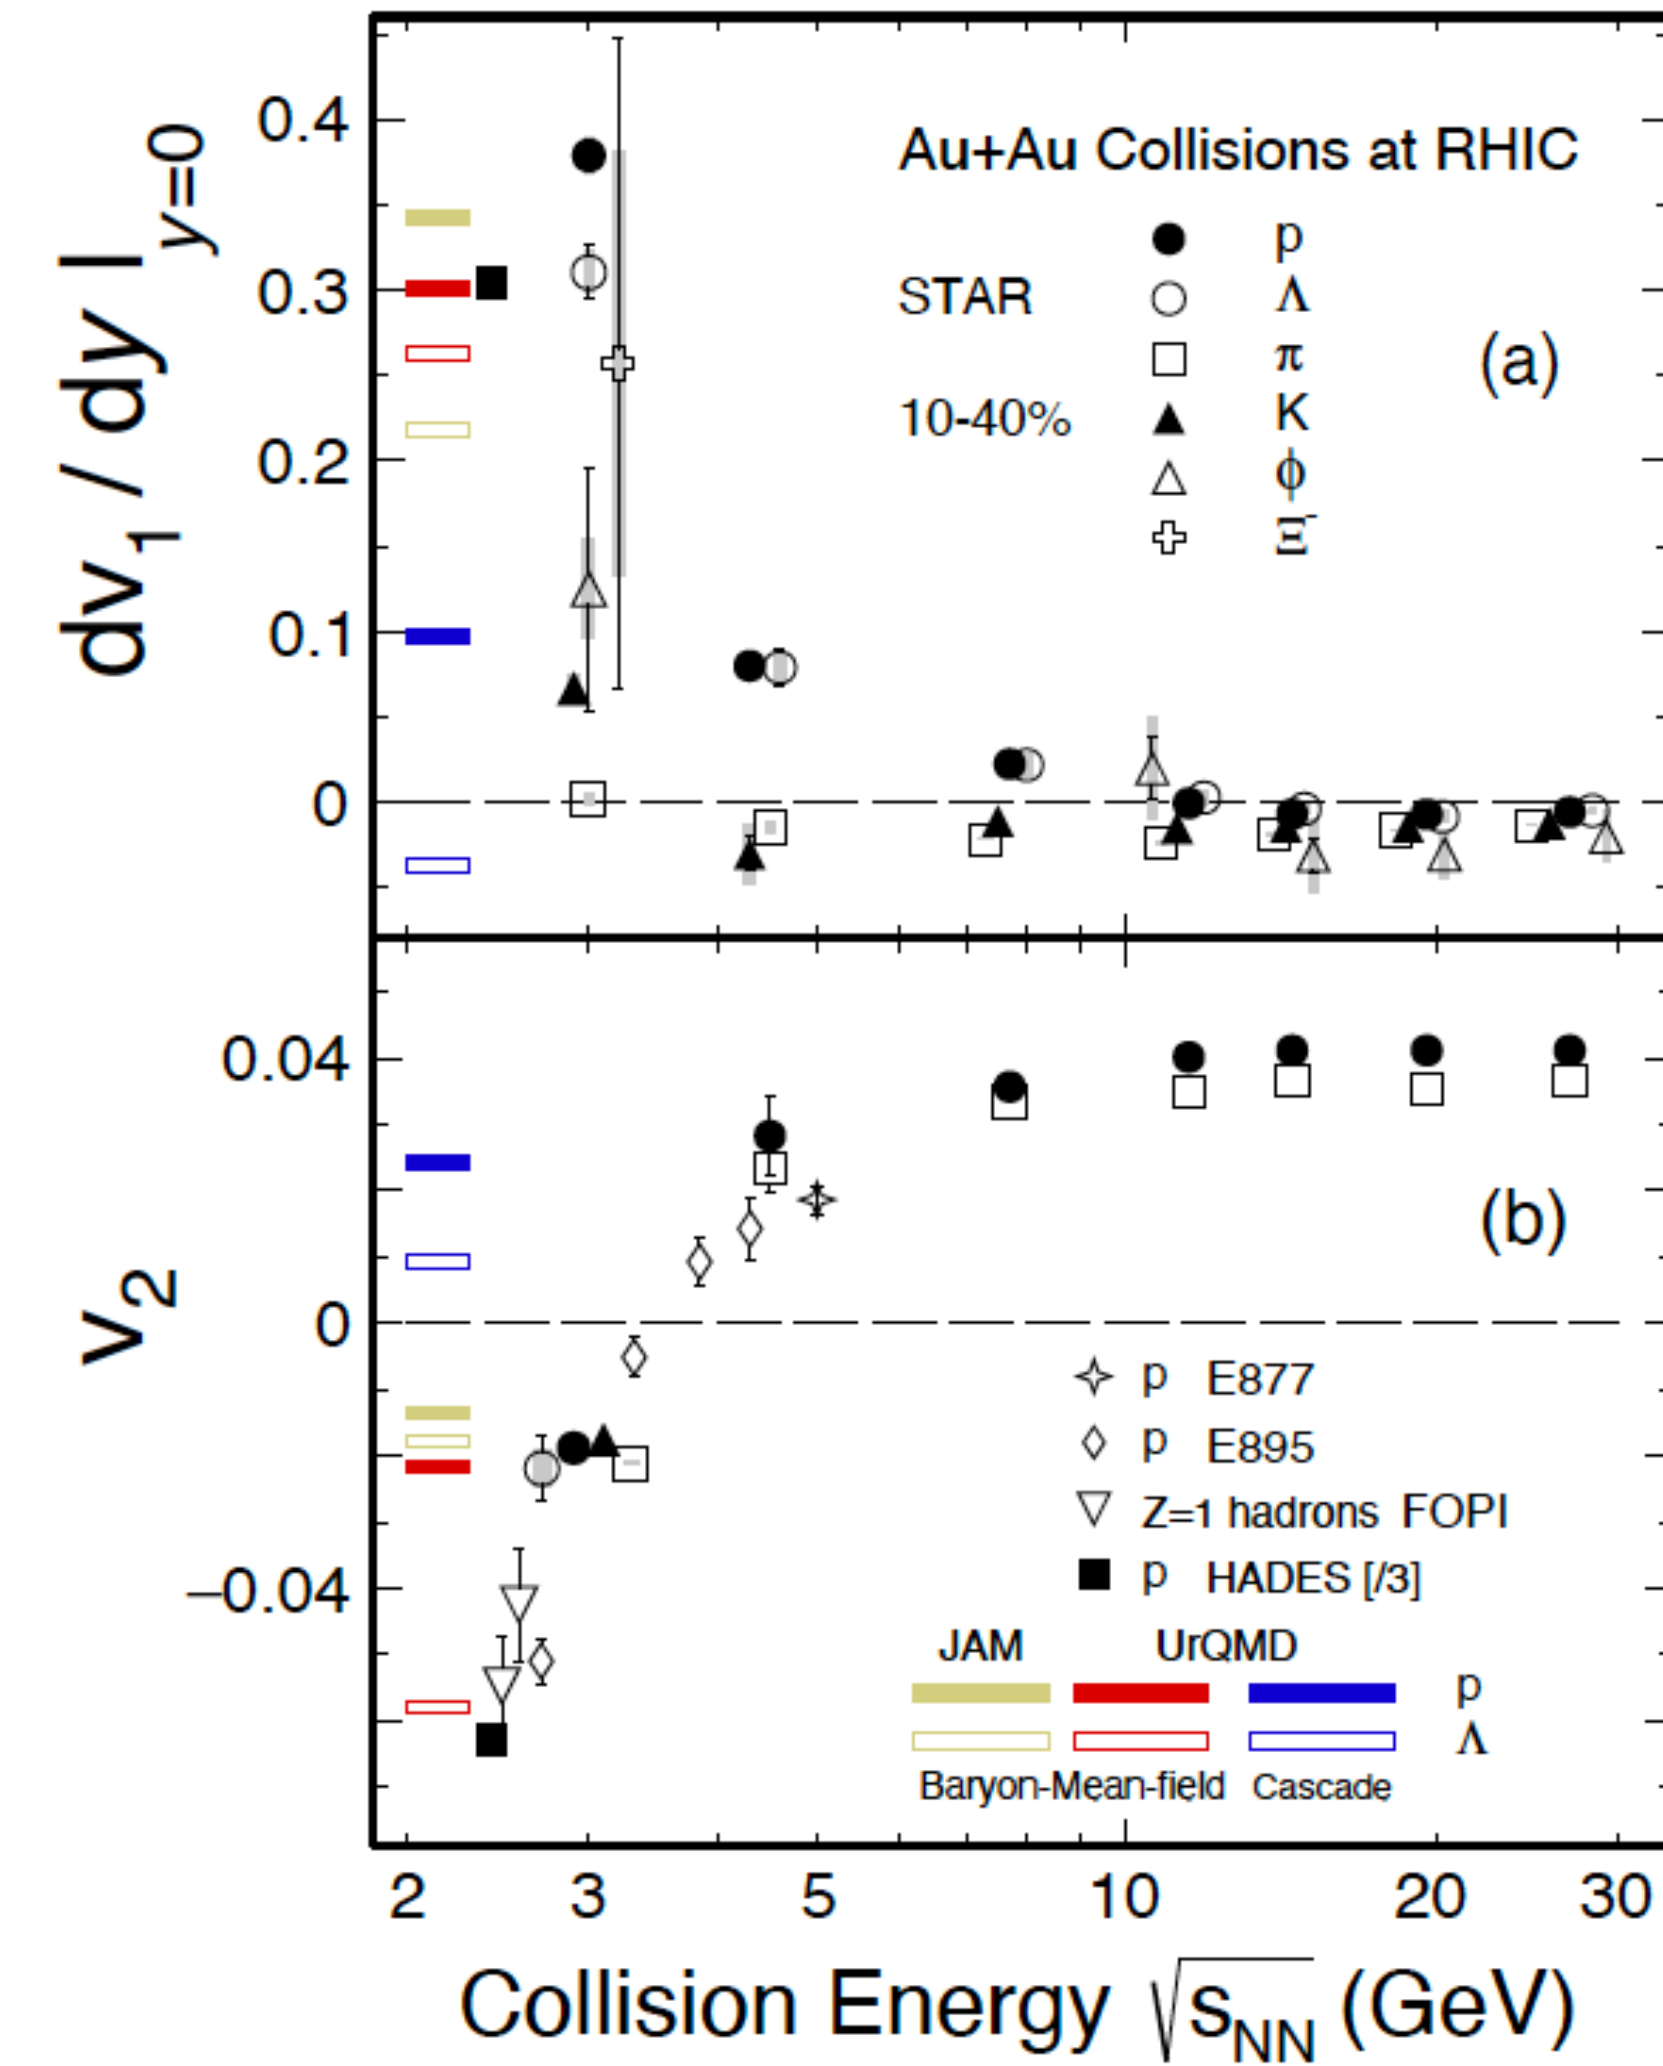 dv1 / dy | y=0
0.4
0.3
0.2
0.1
0
Au+Au Collisions at RHIC
p
STAR Λ
π
10-40% K
ϕ
Ξ-
(a)
v2
0.04
0
−0.04
(b)
p E877
p E895
Z=1 hadrons FOPI
p HADES [/3]
JAM UrQMD
p
Λ
Baryon-Mean-field Cascade
2 3 5 10 20 30
Collision Energy √sNN (GeV)